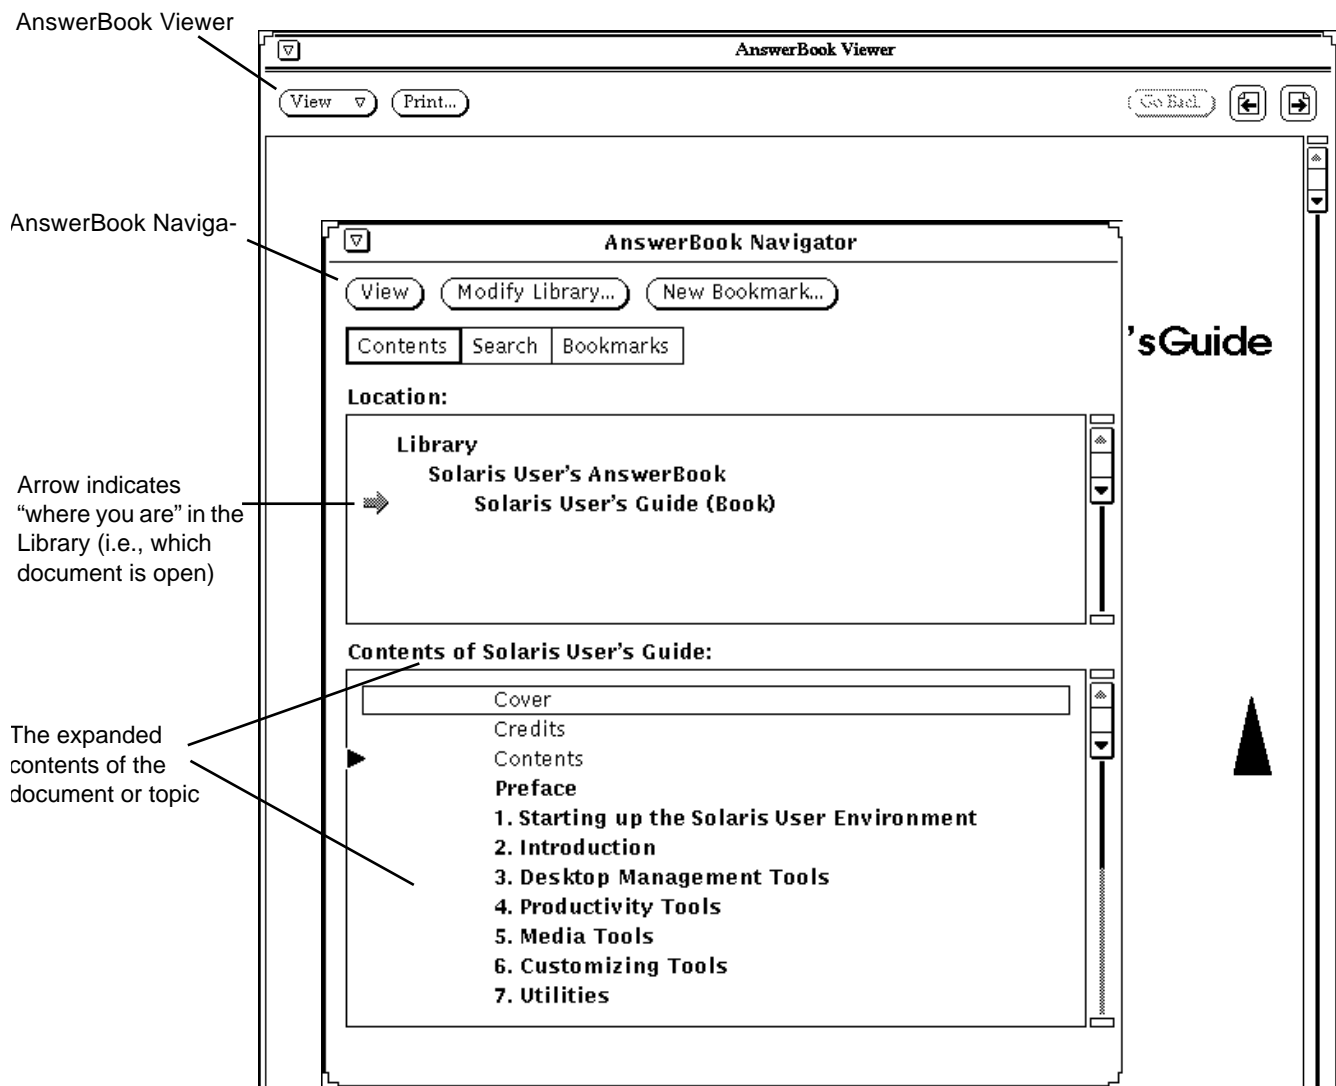 AnswerBook Viewer
AnswerBook Viewer
View
Print...
Go Back
AnswerBook Naviga-
AnswerBook Navigator
View
Modify Library...
New Bookmark...
Contents
Search
Bookmarks
’sGuide
Location:
Library
Solaris User's AnswerBook
Solaris User's Guide (Book)
Arrow indicates
“where you are” in the
Library (i.e., which
document is open)
Contents of Solaris User's Guide:
Cover
Credits
Contents
Preface
1. Starting up the Solaris User Environment
2. Introduction
3. Desktop Management Tools
4. Productivity Tools
5. Media Tools
6. Customizing Tools
7. Utilities
The expanded
contents of the
document or topic